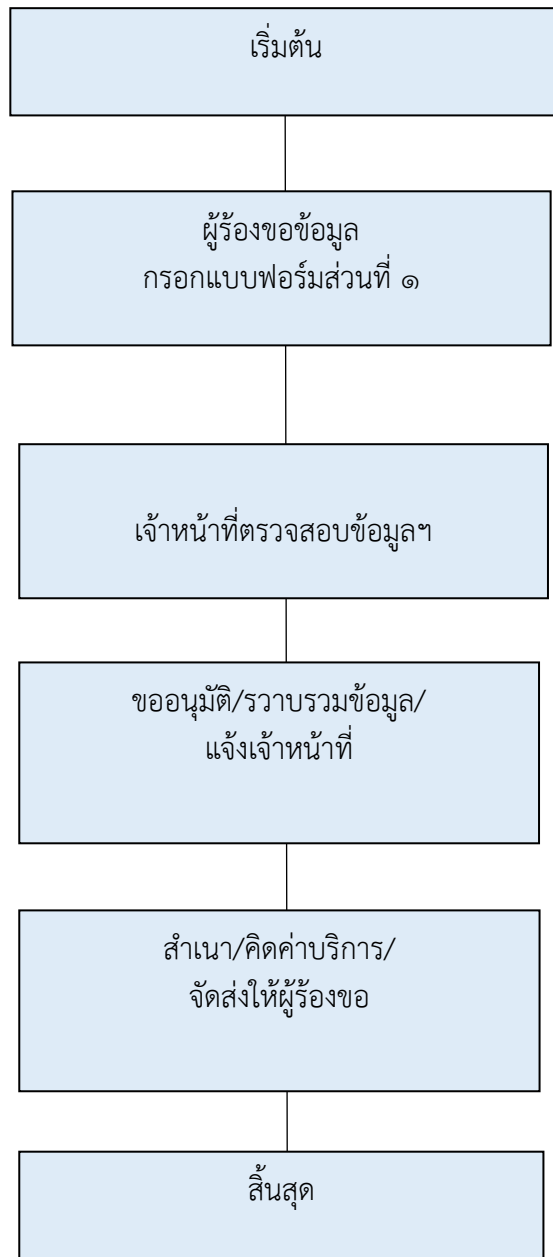 เริ่มต้น
ผู้ร้องขอข้อมูล
กรอกแบบฟอร์มส่วนที่ ๑
เจ้าหน้าที่ตรวจสอบข้อมูลฯ
ขออนุมัติ/รวาบรวมข้อมูล/
แจ้งเจ้าหน้าที่
สำเนา/คิดค่าบริการ/
จัดส่งให้ผู้ร้องขอ
สิ้นสุด